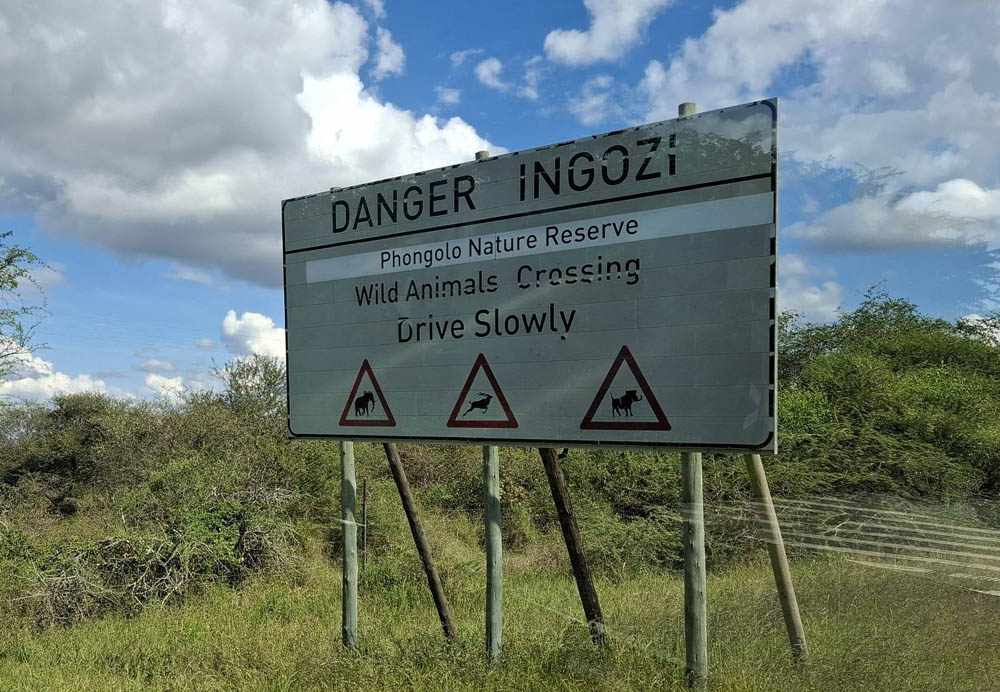 DANGER INGOZI
Phongolo Nature Reserve
Wild Animals Crossing
Drive Slowly